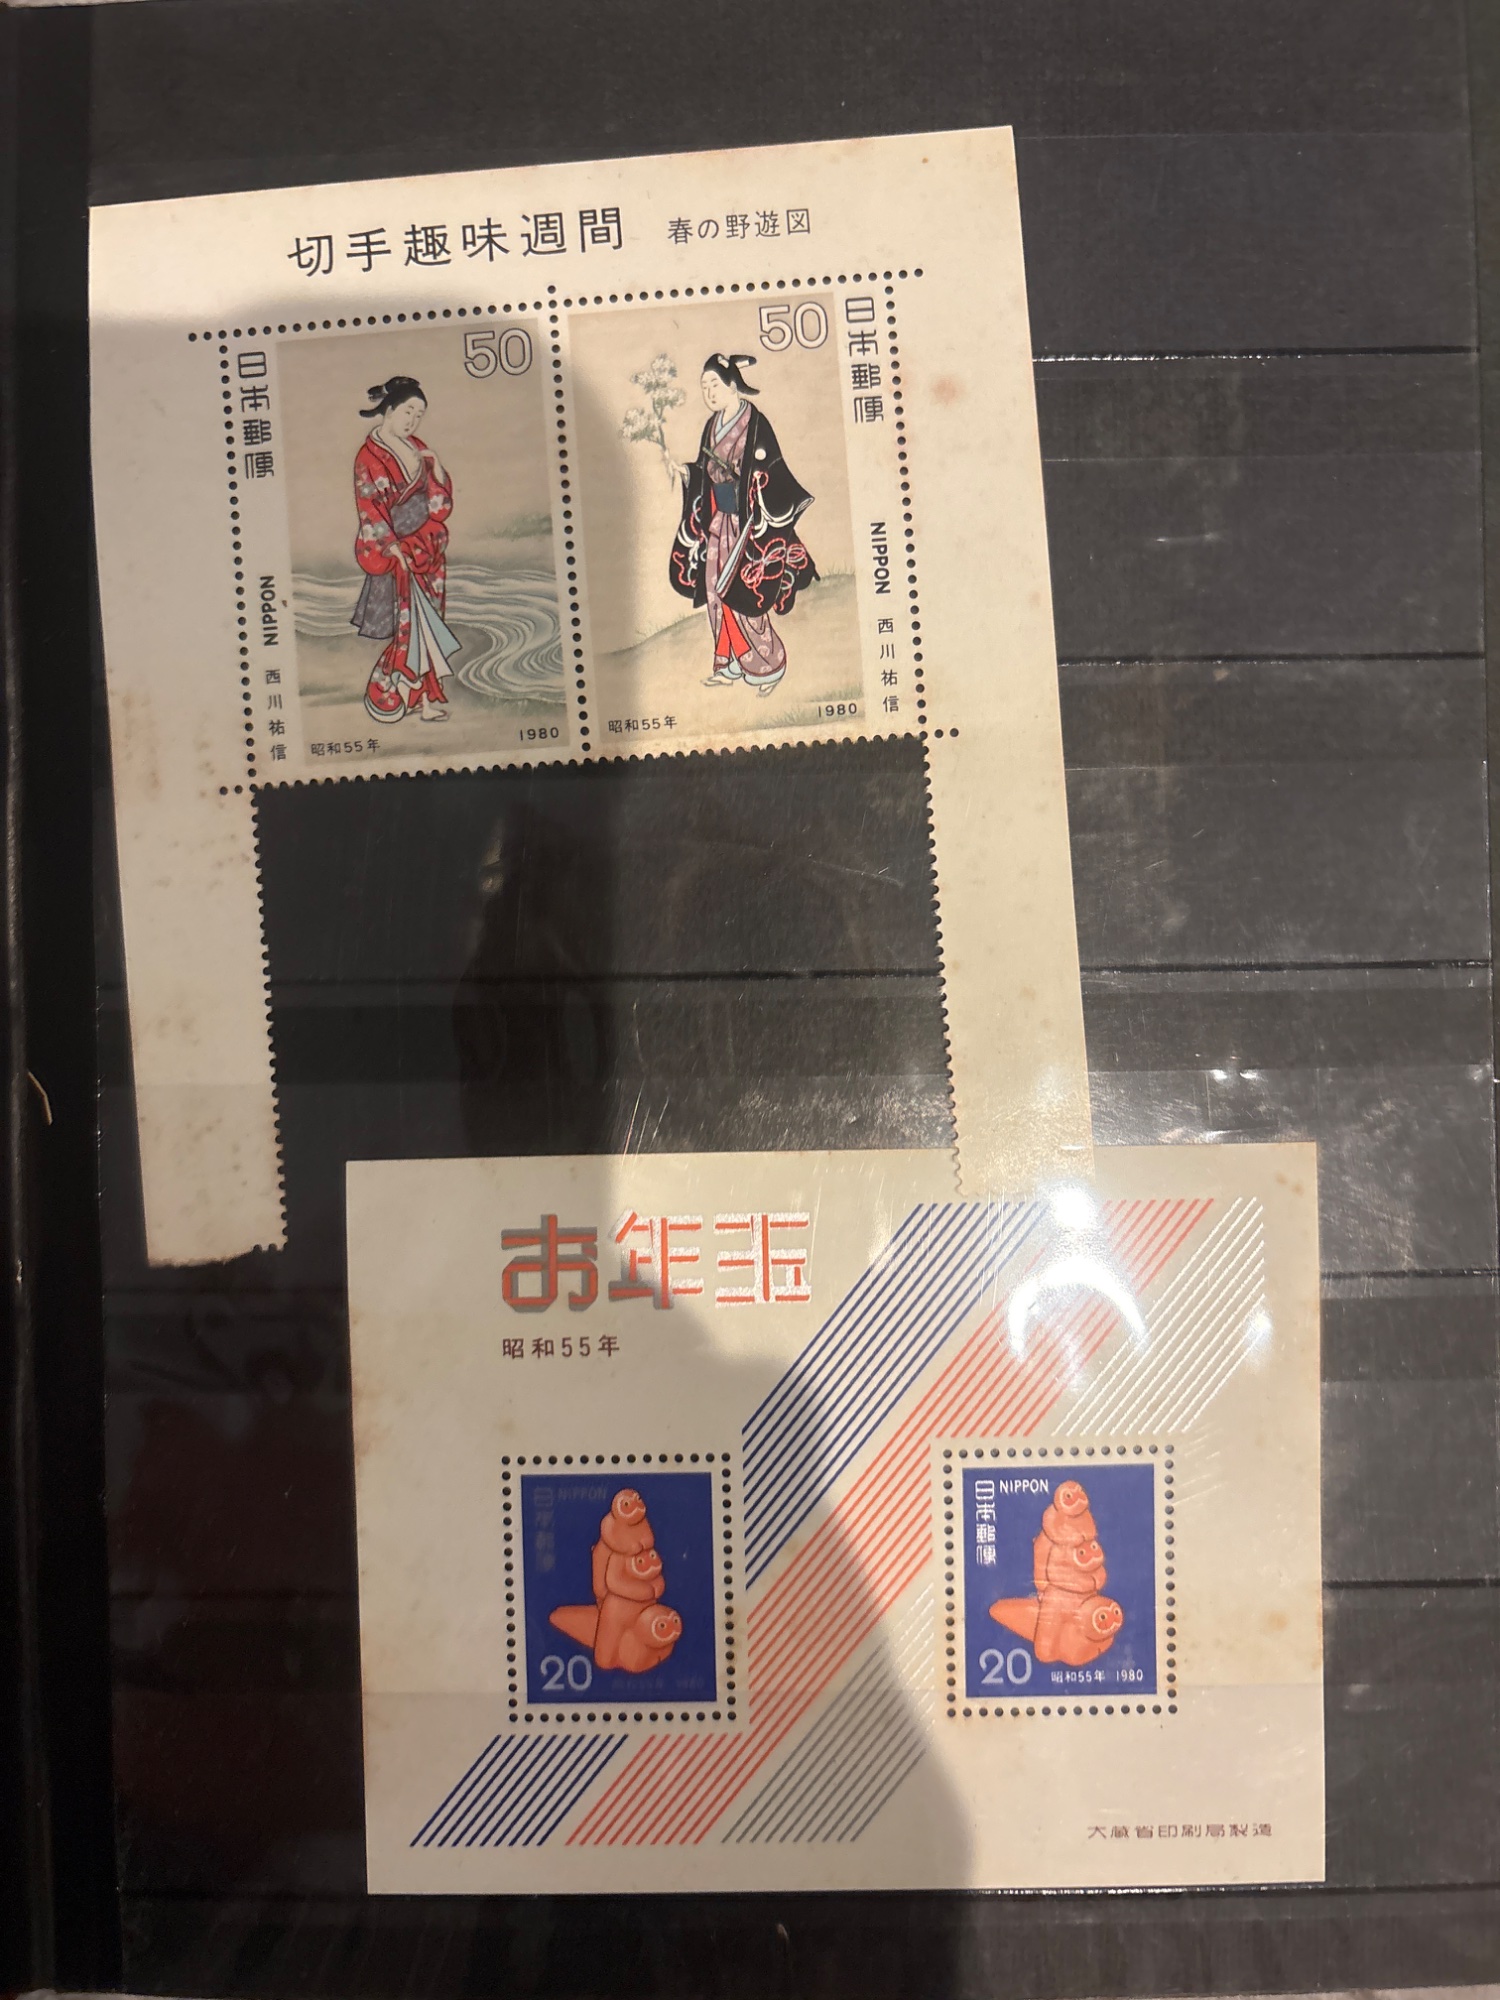 切手趣味週間 春の野遊図
50
日本郵便
NIPPON
西川祐信
昭和55年
1980
50
日本郵便
NIPPON
西川祐信
昭和55年
1980
お年玉
昭和55年
日本郵便
NIPPON
20
日本郵便
NIPPON
20
昭和55年 1980
大蔵省印刷局製造